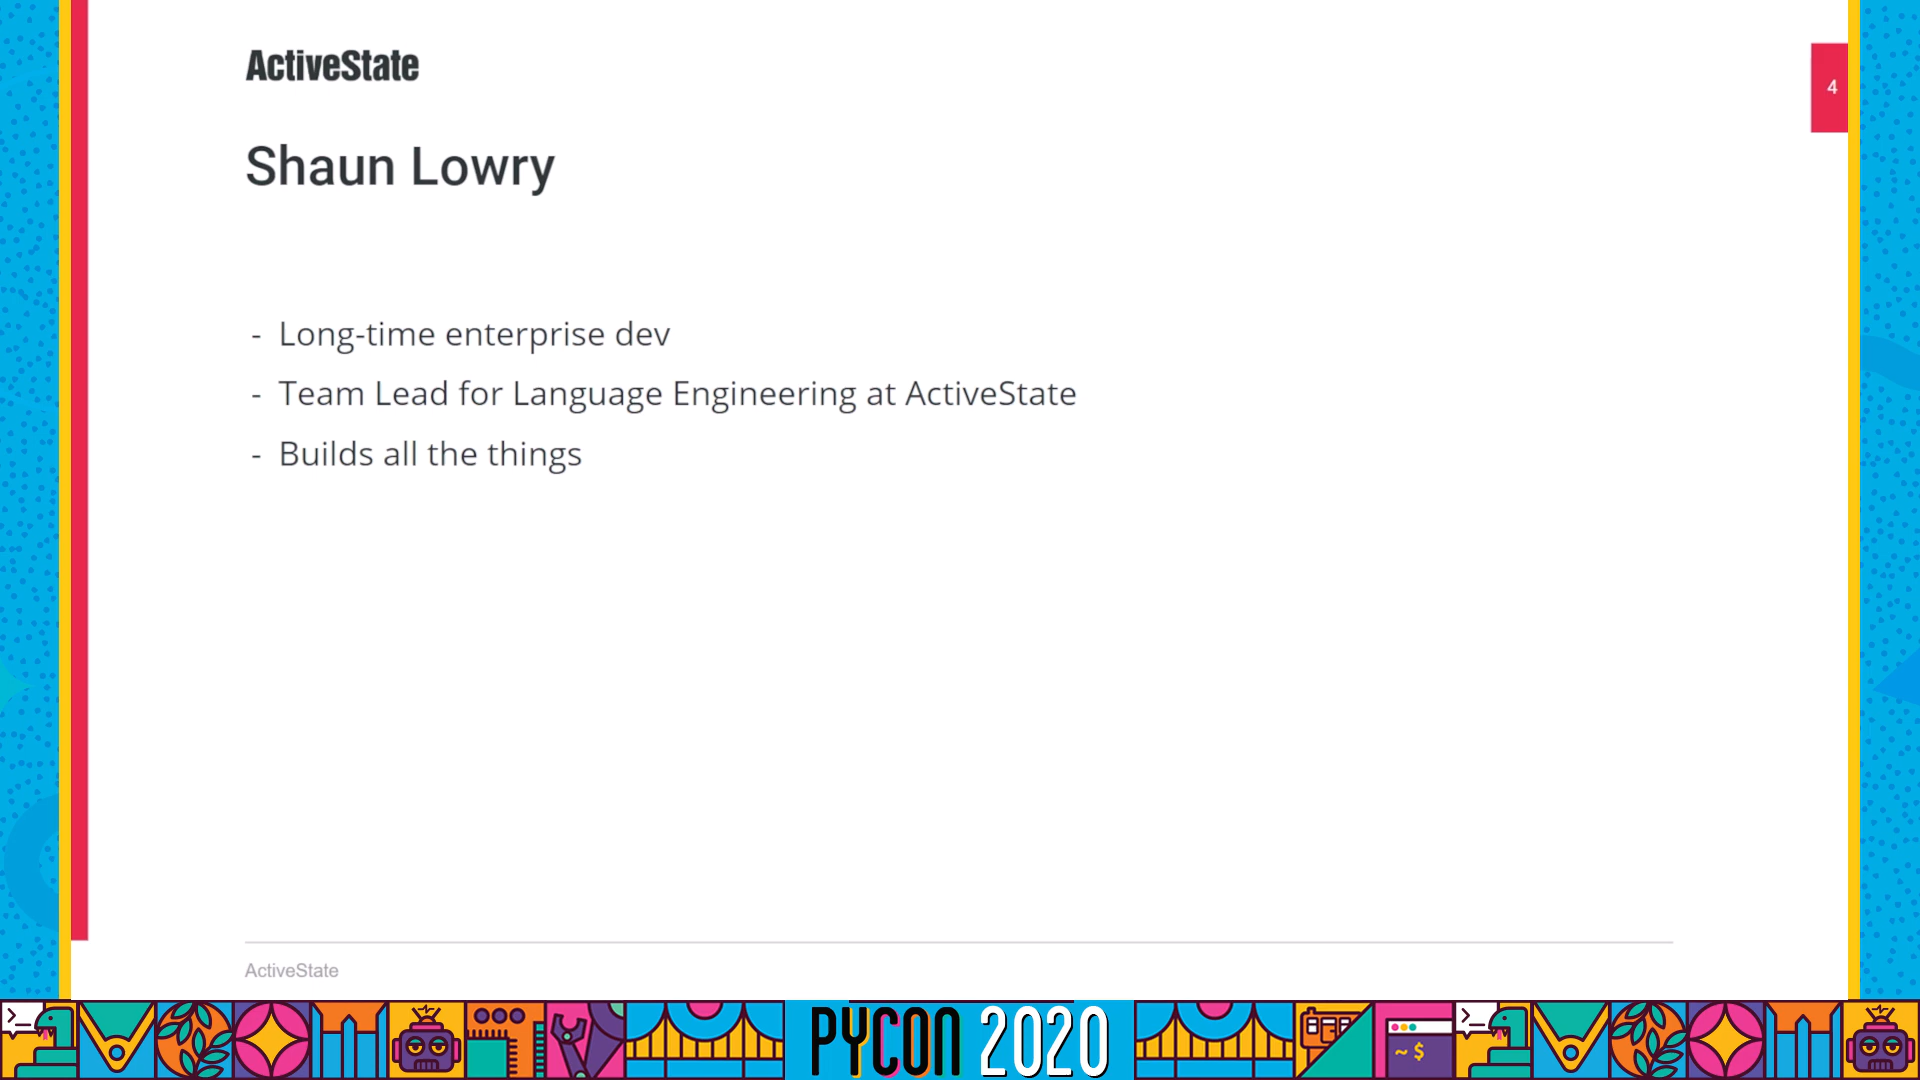 ActiveState
4
Shaun Lowry
- Long-time enterprise dev
- Team Lead for Language Engineering at ActiveState
- Builds all the things
ActiveState
PYCON 2020
~ $